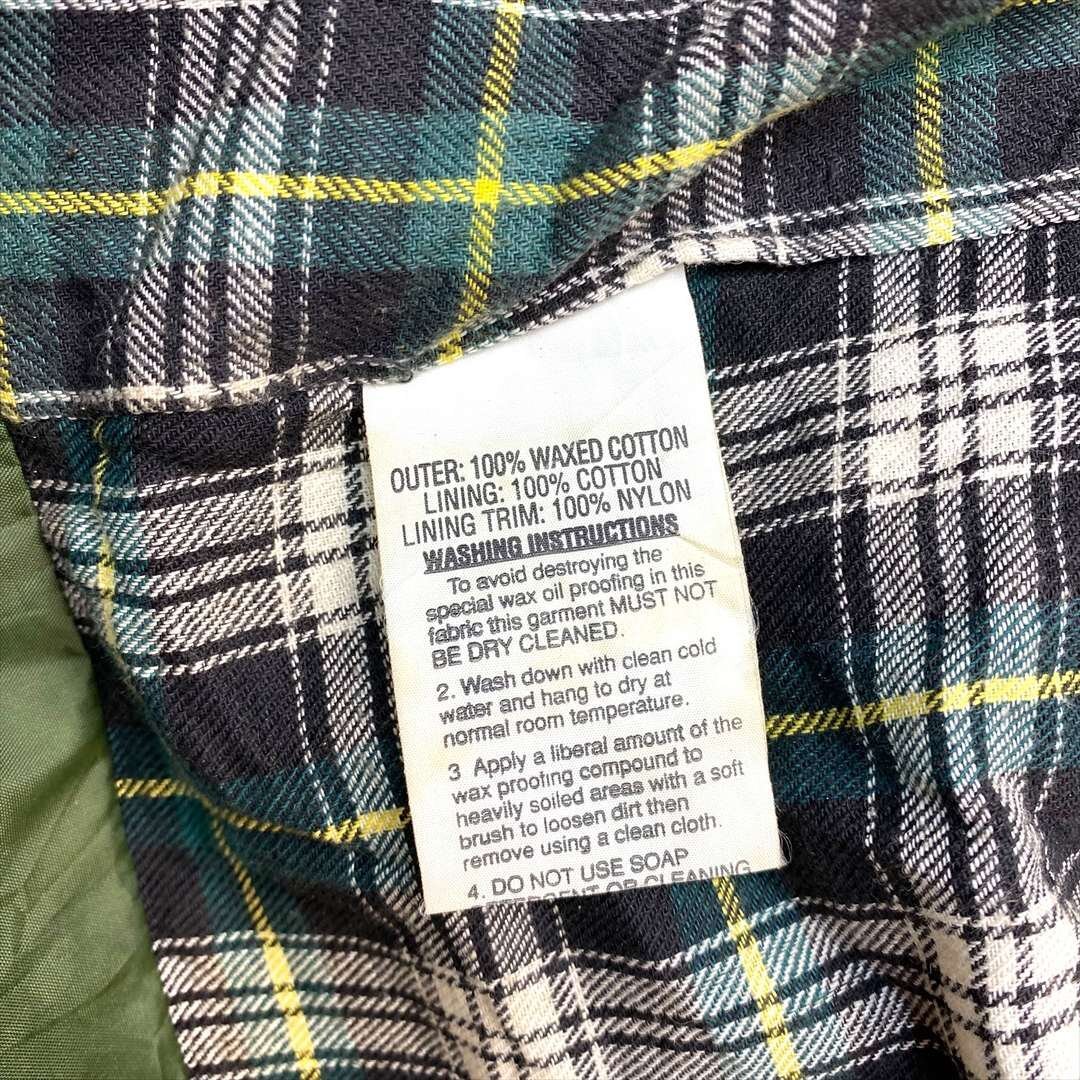 OUTER: 100% WAXED COTTON
LINING: 100% COTTON
LINING TRIM: 100% NYLON
WASHING INSTRUCTIONS
To avoid destroying the
special wax oil proofing in this
fabric this garment MUST NOT
BE DRY CLEANED.
2. Wash down with clean cold
water and hang to dry at
normal room temperature.
3 Apply a liberal amount of the
wax proofing compound to
heavily soiled areas with a soft
brush to loosen dirt then
remove using a clean cloth.
4. DO NOT USE SOAP
OR CLEANING